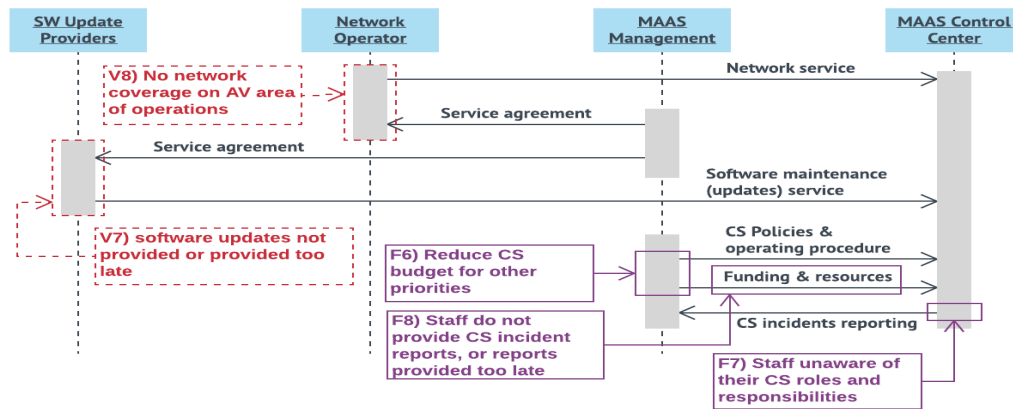 SW Update
Providers
Network
Operator
MAAS
Management
MAAS Control
Center
V8) No network
coverage on AV area
of operations
Network service
Service agreement
Service agreement
Software maintenance
(updates) service
V7) software updates not
provided or provided too
late
CS Policies &
operating procedure
F6) Reduce CS
budget for other
priorities
Funding & resources
F8) Staff do not
provide CS incident
reports, or reports
provided too late
CS incidents reporting
F7) Staff unaware of
their CS roles and
responsibilities